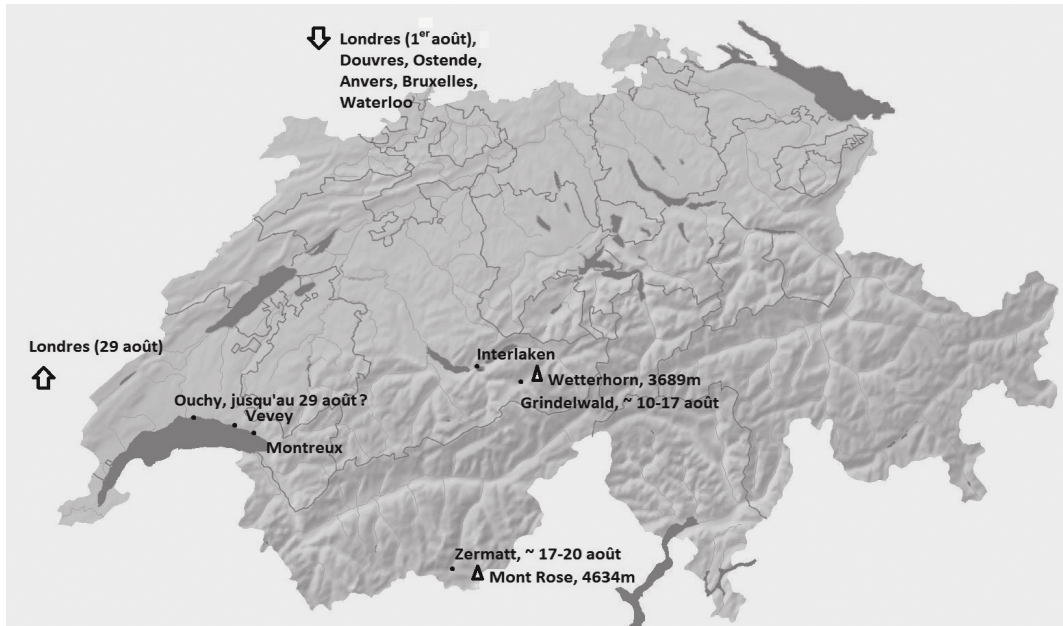 Londres (1er août),
Douvres, Ostende,
Anvers, Bruxelles,
Waterloo
Londres (29 août)
Interlaken
Wetterhorn, 3689m
Grindelwald, ~ 10-17 août
Ouchy, jusqu'au 29 août ?
Vevey
Montreux
Zermatt, ~ 17-20 août
Mont Rose, 4634m